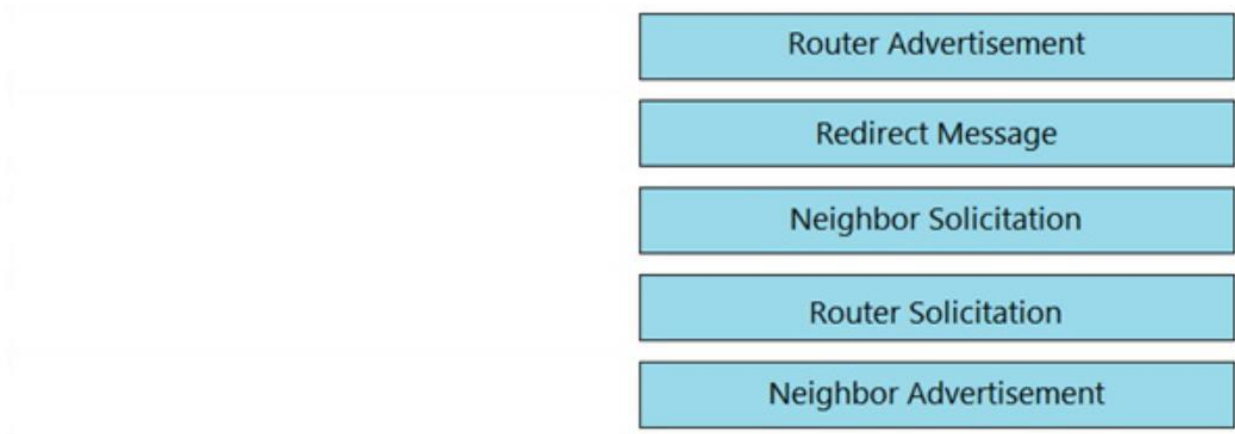 Router Advertisement
Redirect Message
Neighbor Solicitation
Router Solicitation
Neighbor Advertisement